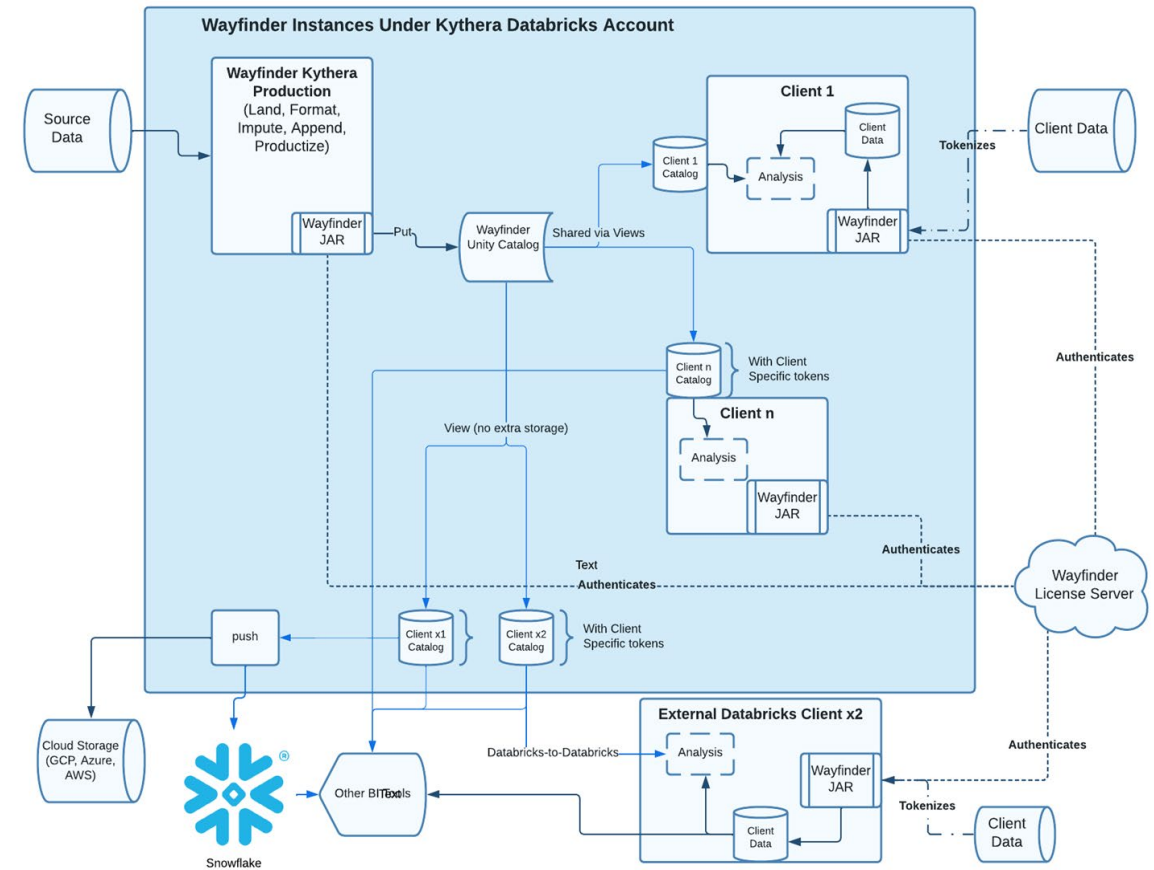 Wayfinder Instances Under Kythera Databricks Account
Wayfinder Kythera
Production
(Land, Format,
Impute, Append,
Productize)
Wayfinder
JAR
Source
Data
Put
Wayfinder
Unity Catalog
Shared via Views
Client 1
Catalog
Client 1
Client
Data
Analysis
Wayfinder
JAR
Tokenizes
Client Data
Authenticates
Client n
Catalog
With Client
Specific tokens
Client n
Analysis
Wayfinder
JAR
Authenticates
View (no extra storage)
Text
Authenticates
Wayfinder
License Server
push
Client x1
Catalog
Client x2
Catalog
With Client
Specific tokens
Cloud Storage
(GCP, Azure,
AWS)
®
Snowflake
Other BI Tools
Text
Databricks-to-Databricks
External Databricks Client x2
Analysis
Wayfinder
JAR
Client
Data
Authenticates
Tokenizes
Client
Data